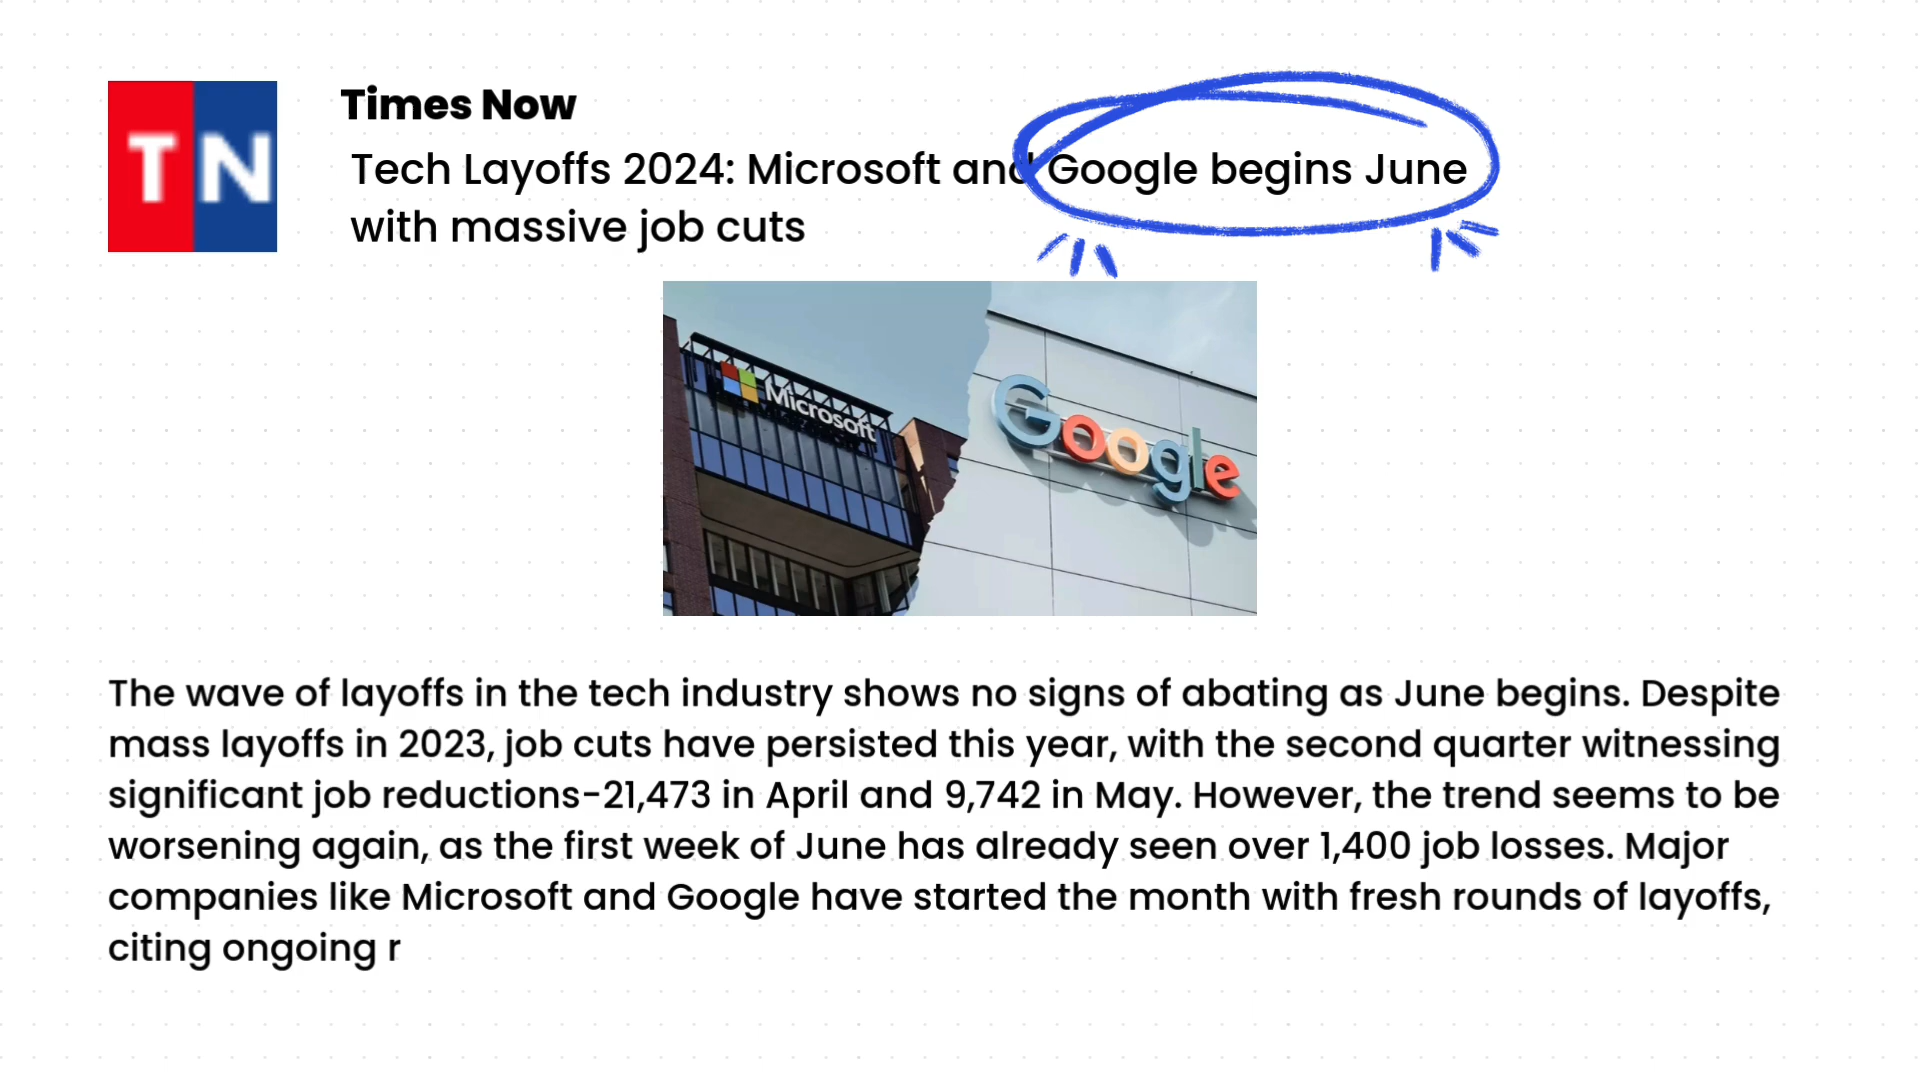 TN
Times Now
Tech Layoffs 2024: Microsoft and Google begins June
with massive job cuts
Microsoft
Google
The wave of layoffs in the tech industry shows no signs of abating as June begins. Despite
mass layoffs in 2023, job cuts have persisted this year, with the second quarter witnessing
significant job reductions-21,473 in April and 9,742 in May. However, the trend seems to be
worsening again, as the first week of June has already seen over 1,400 job losses. Major
companies like Microsoft and Google have started the month with fresh rounds of layoffs,
citing ongoing r